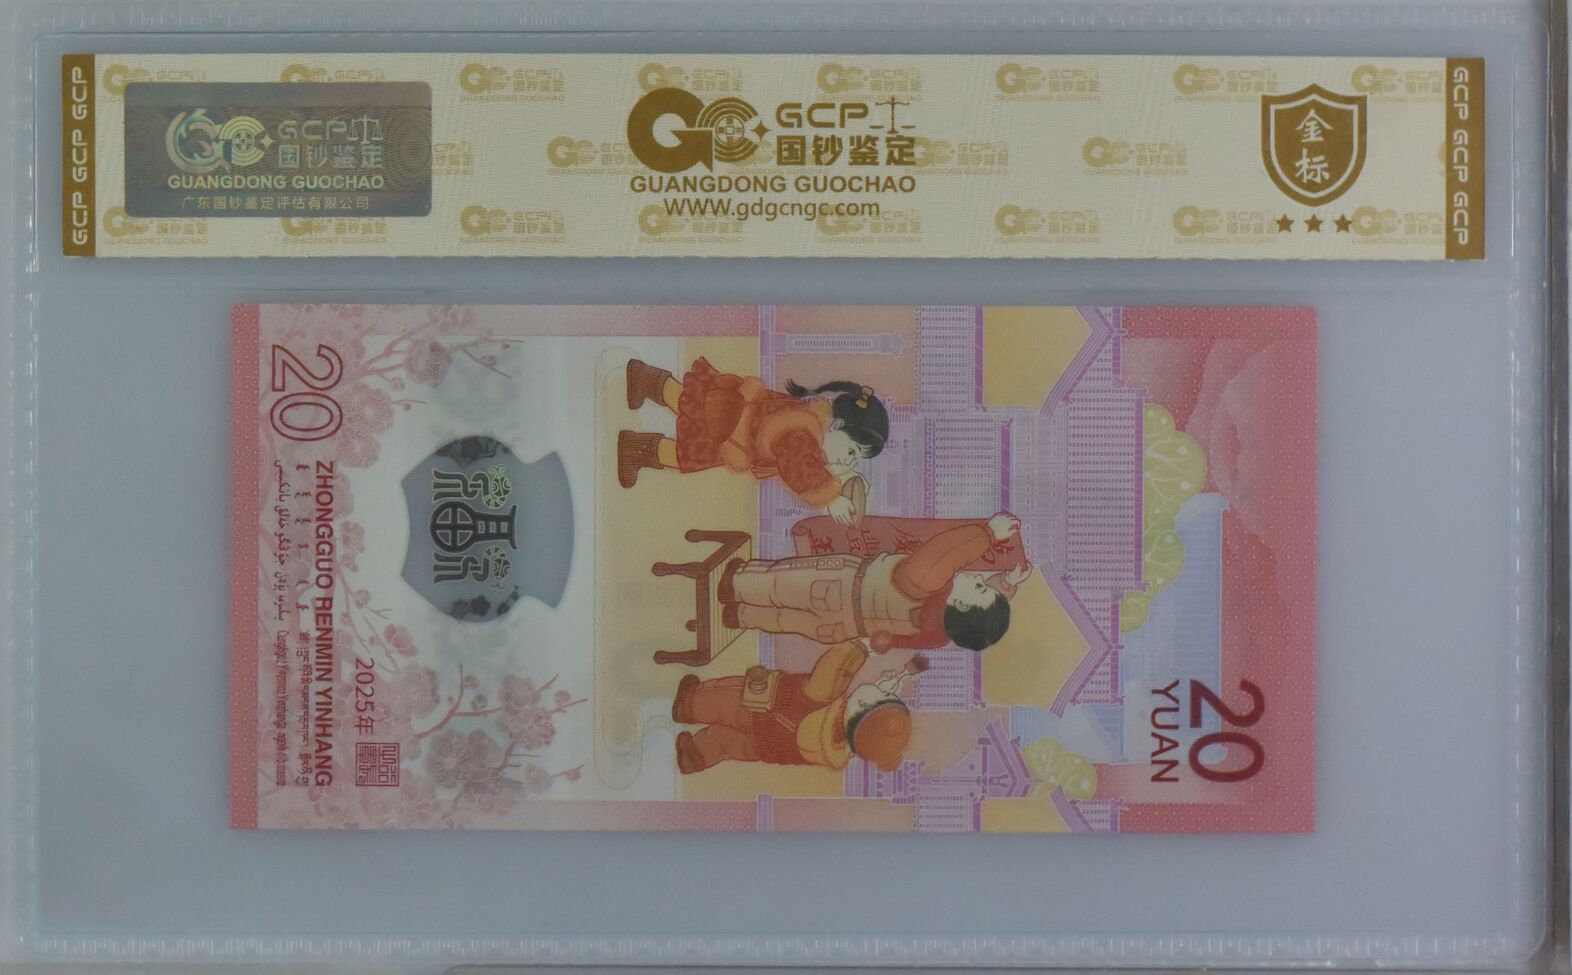 GCP GCP GCP
GCP 国钞鉴定
GUANGDONG GUOCHAO
广东国钞鉴定评估有限公司
GCP
国钞鉴定
GUANGDONG GUOCHAO
www.gdgcngc.com
金标
GCP GCP GCP
20
YUAN
20
ZHONGGUO RENMIN YINHANG
2025年